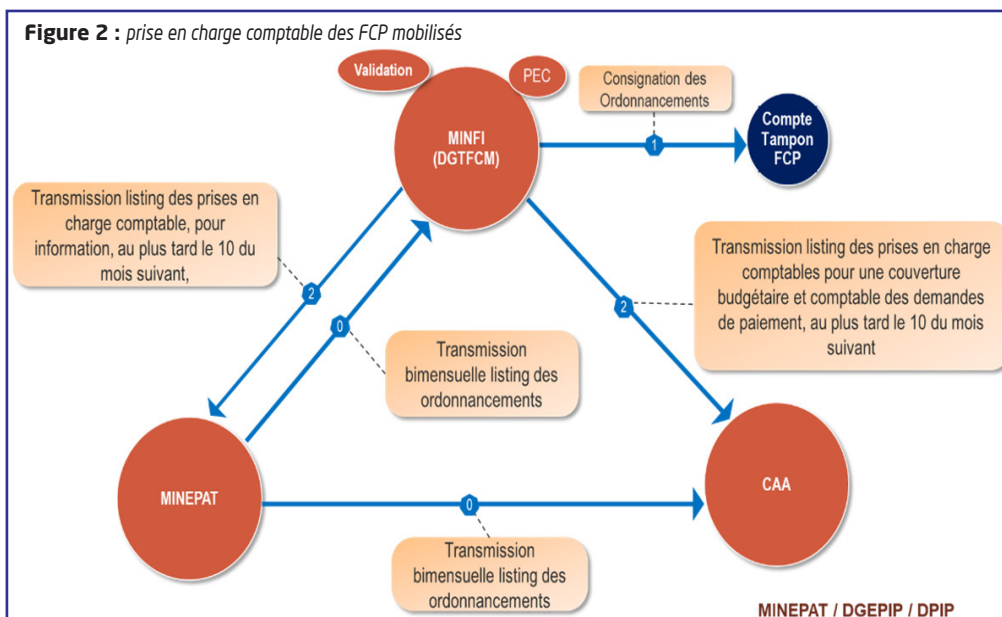 Figure 2 : prise en charge comptable des FCP mobilisés
Validation
PEC
MINFI
(DGTFCM)
Consignation des
Ordonnancements
1
Compte
Tampon
FCP
Transmission listing des prises en
charge comptable, pour
information, au plus tard le 10 du
mois suivant,
2
0
Transmission
bimensuelle listing des
ordonnancements
2
Transmission listing des prises en charge
comptables pour une couverture
budgétaire et comptable des demandes
de paiement, au plus tard le 10 du mois
suivant
MINEPAT
0
CAA
Transmission
bimensuelle listing des
ordonnancements
MINEPAT / DGEPIP / DPIP